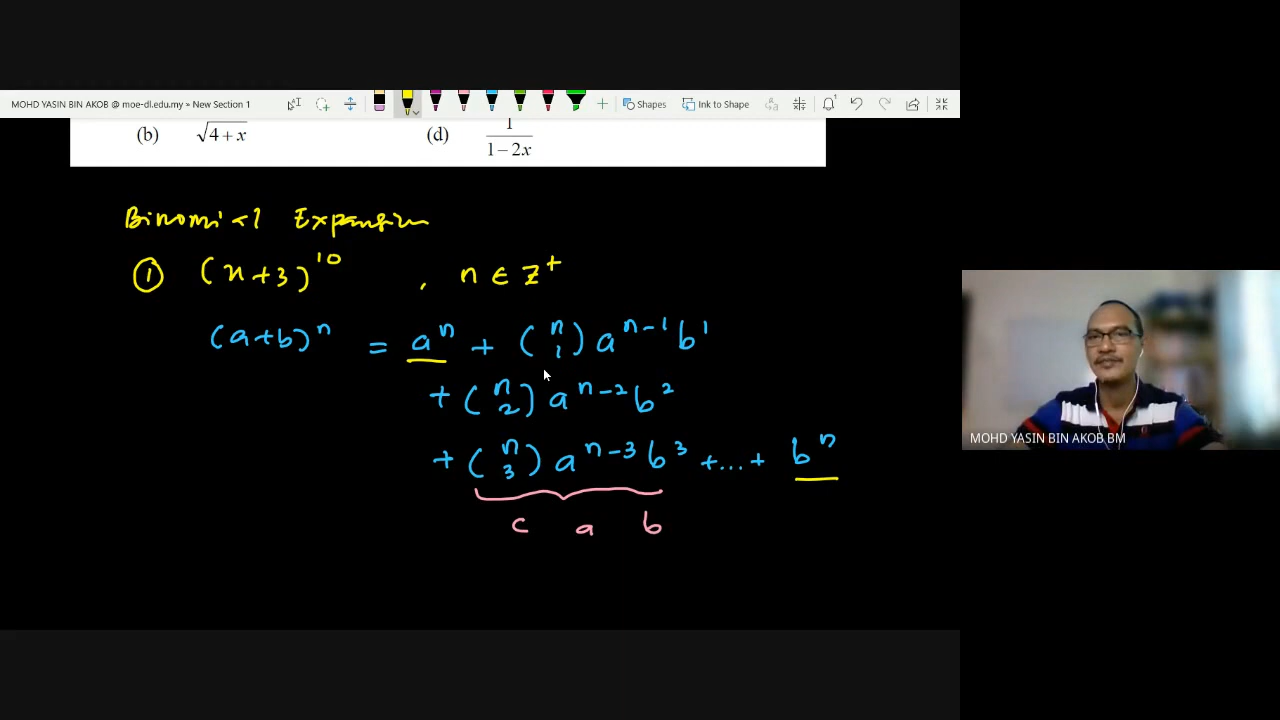 MOHD YASIN BIN AKOB @ moe-dl.edu.my » New Section 1
Shapes
Ink to Shape
(b) √4+x (d) 1/(1−2x)
Binomial Expansion
① (x+3)^10 , n ∈ Z^+
(a+b)^n = a^n + (n 1) a^(n-1) b^1
+ (n 2) a^(n-2) b^2
+ (n 3) a^(n-3) b^3 +...+ b^n
c a b
MOHD YASIN BIN AKOB BM